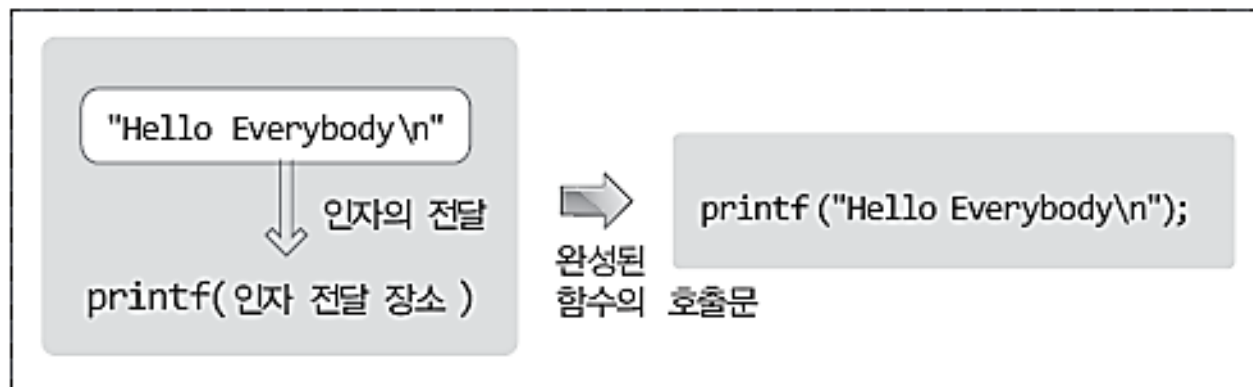 "Hello Everybody\n"
인자의 전달
printf(인자 전달 장소 )
완성된
함수의 호출문
printf("Hello Everybody\n");